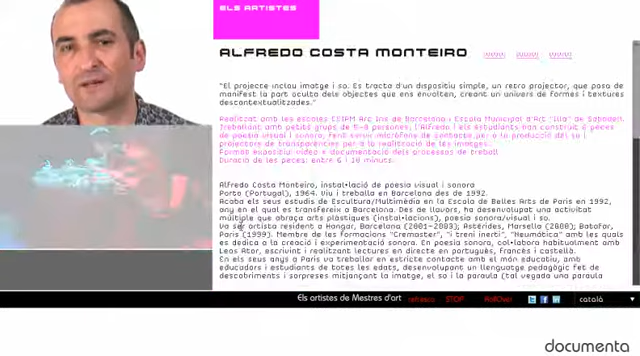 ELS ARTISTES
ALFREDO COSTA MONTEIRO
"El projecte inclou imatge i so. Es tracta d'un dispositiu simple, un retro projector, que posa de
manifest la part oculta dels objectes que ens envolten, creant un univers de formes i textures
descontextualitzades."
Realitzat amb les escoles CEIPM Arc Iris de Barcelona i Escola Municipal d'Art "Illa" de Sabadell.
Treballant amb petits grups de 5-8 persones, l'Alfredo i els estudiants han construït 6 peces
de poesia visual i sonora, fent servir micròfons de contacte per a la producció del so i
projectors de transparències per a la realització de les imatges.
Format expositiu: vídeo + documentació dels processos de treball
Durada de les peces: entre 6 i 10 minuts.
Alfredo Costa Monteiro, instal•lació de poesia visual i sonora
Porto (Portugal), 1964. Viu i treballa en Barcelona des de 1992.
Acaba els seus estudis de Escultura/Multimèdia en la Escola de Belles Arts de Paris en 1992,
any en el qual es transfereix a Barcelona. Des de llavors, ha desenvolupat una activitat
múltiple que abraça arts plàstiques (instal•lacions), poesia sonora/visual i so.
Va ser artista resident a Hangar, Barcelona (2001-2003); Astérides, Marsella (2000); Batofar,
Paris (1999). Membre de les formacions "Cremaster", "i treni inerti", "Neumática" amb les quals
es dedica a la creació i experimentació sonora. En poesia sonora, col•labora habitualment amb
Leos Ator, escrivint i realitzant lectures en directe en português, francès i castellà.
En els seus anys a Paris va treballar en estricte contacte amb el món educatiu, amb
educadors i estudiants de totes les edats, desenvolupant un llenguatge pedagògic fet de
descobriments i sorpreses mitjançant la imatge, el so i la paraula (tal vegada una paraula
Els artistes de Mestres d'art
refresca
STOP
RollOver
català
documenta